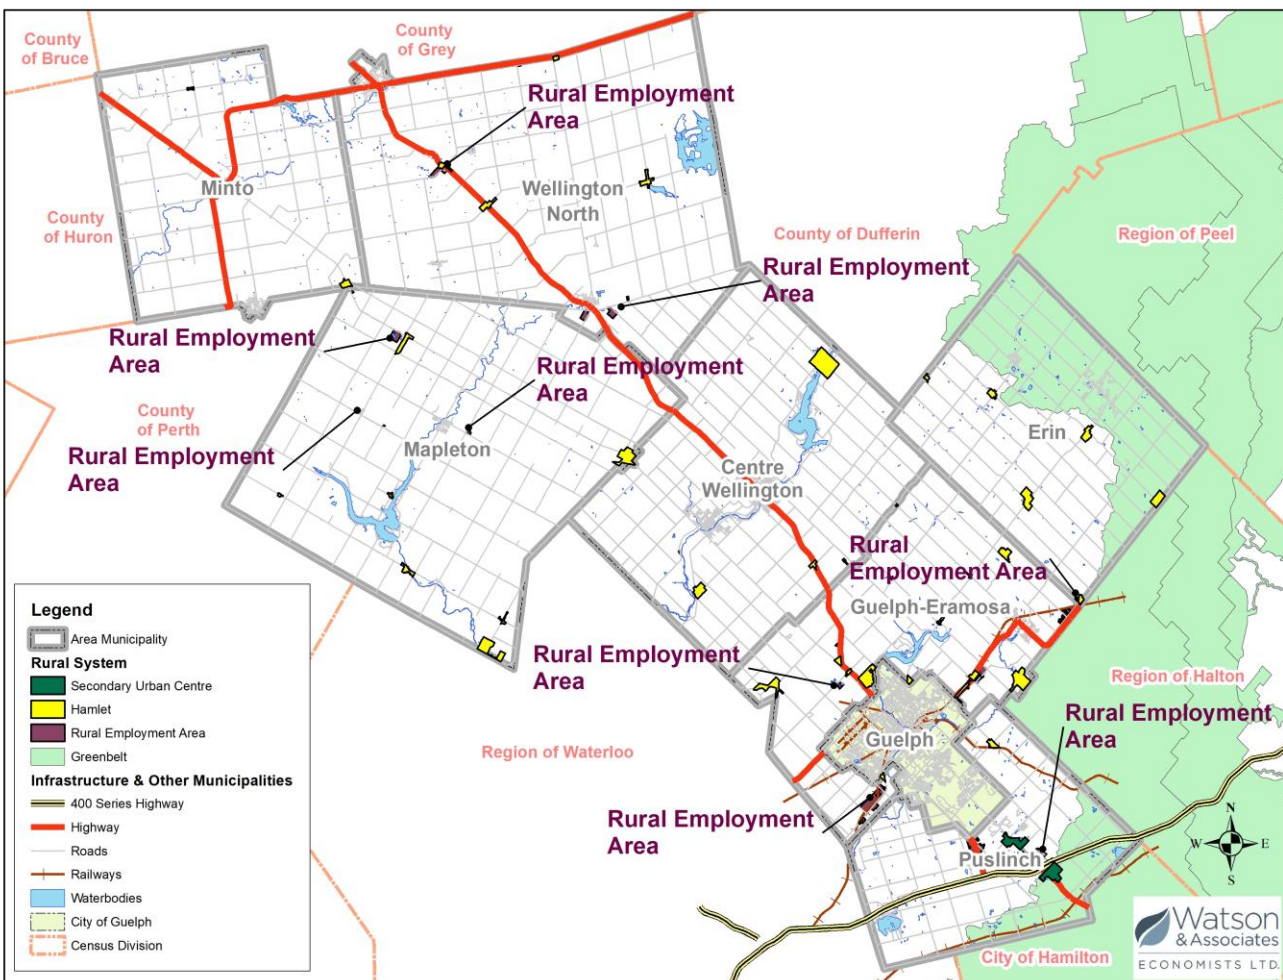 County
of Bruce
County
of Grey
Rural Employment
Area
Minto
Wellington
North
County
of Huron
County of Dufferin
Region of Peel
Rural Employment
Area
Rural Employment
Area
Rural Employment
Area
County
of Perth
Mapleton
Rural Employment
Area
Erin
Centre
Wellington
Rural
Employment Area
Guelph-Eramosa
Rural Employment
Area
Region of Halton
Rural Employment
Area
Region of Waterloo
Guelph
Rural Employment
Area
Puslinch
City of Hamilton
Legend
Area Municipality
Rural System
Secondary Urban Centre
Hamlet
Rural Employment Area
Greenbelt
Infrastructure & Other Municipalities
400 Series Highway
Highway
Roads
Railways
Waterbodies
City of Guelph
Census Division
N
W E
S
Watson
& Associates
ECONOMISTS LTD.